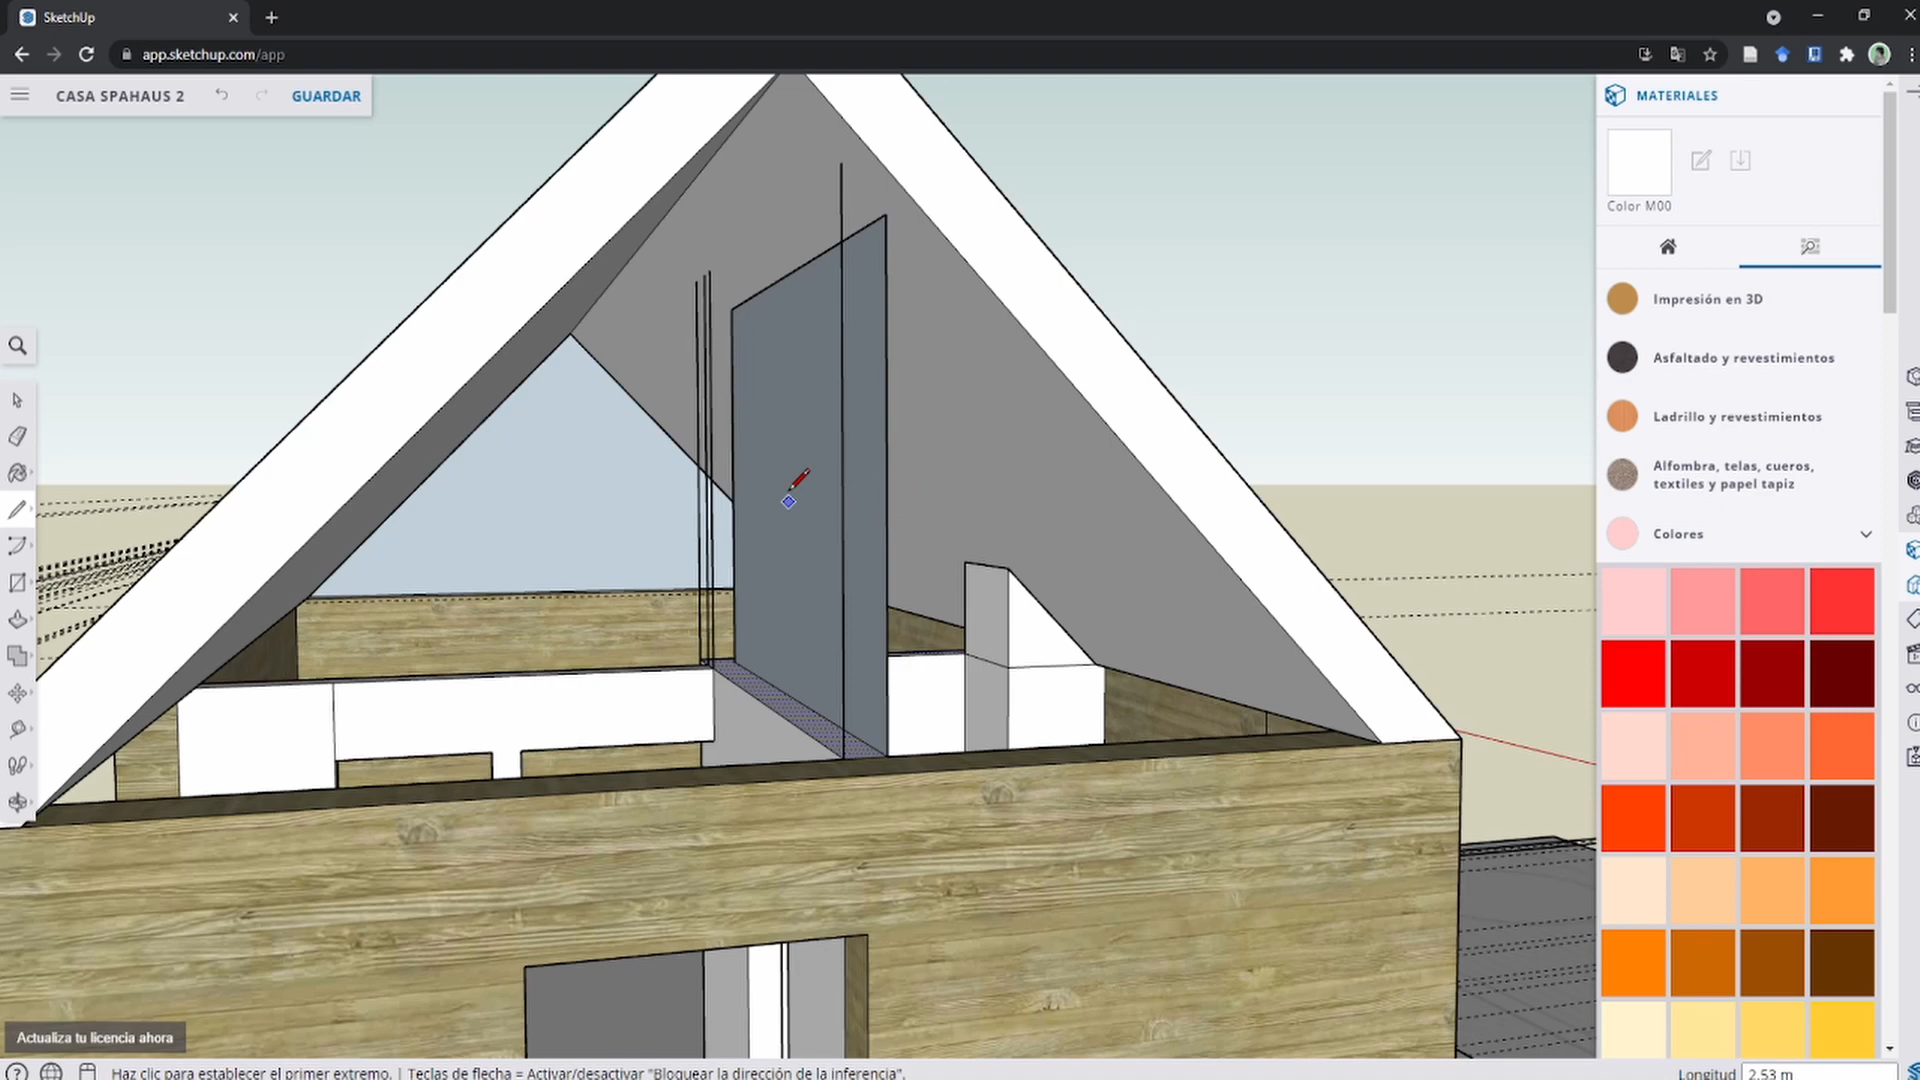 SketchUp
app.sketchup.com/app
CASA SPAHAUS 2
GUARDAR
MATERIALES
Color M00
Impresión en 3D
Asfaltado y revestimientos
Ladrillo y revestimientos
Alfombra, telas, cueros,
textiles y papel tapiz
Colores
Actualiza tu licencia ahora
Haz clic para establecer el primer extremo. | Teclas de flecha = Activar/desactivar "Bloquear la dirección de la inferencia".
Longitud 2.53 m